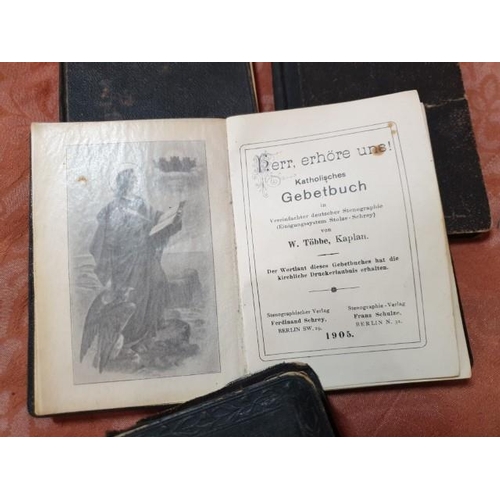 Herr, erhöre uns!
Katholisches
Gebetbuch
in
Vereinfachter deutscher Stenographie
(Einigungssystem Stolze-Schrey)
von
W. Többe, Kaplan.
Der Wortlaut dieses Gebetbuches hat die
kirchliche Druckerlaubnis erhalten.
Stenographischer Verlag
Ferdinand Schrey,
BERLIN SW. 19.
Stenographie-Verlag
Franz Schulze,
BERLIN N. 31.
1905.